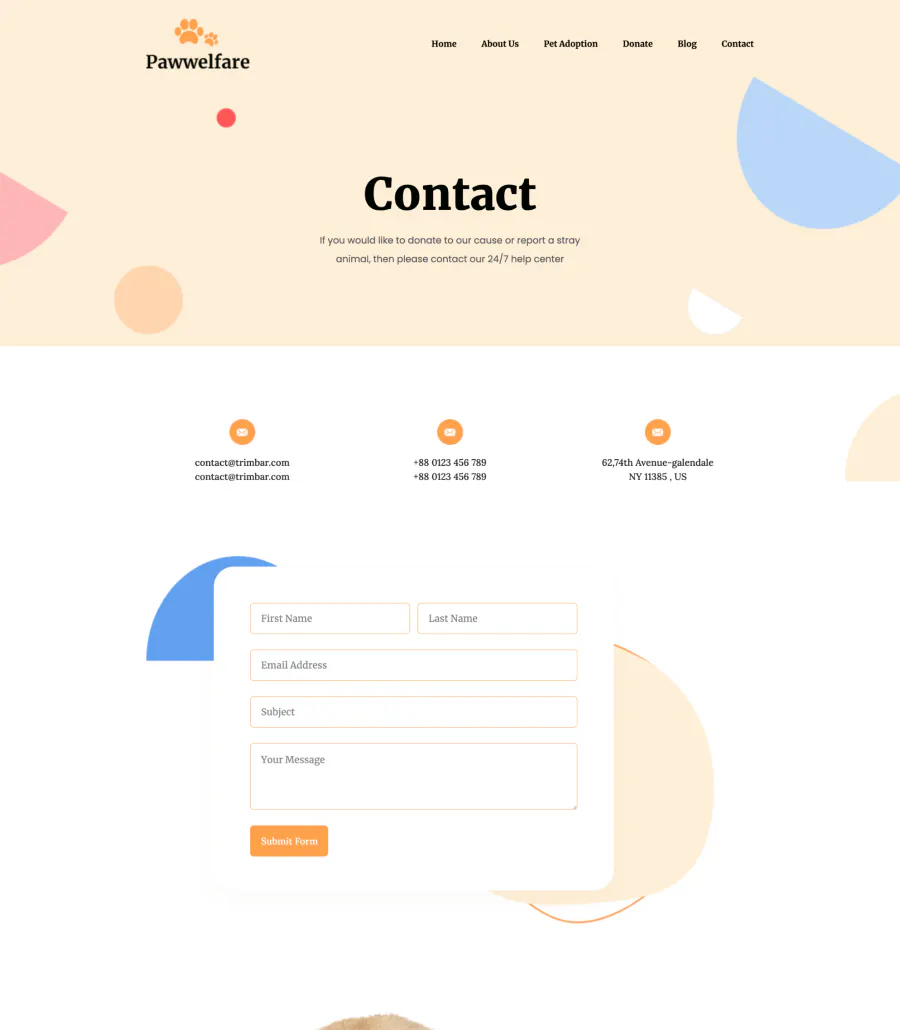 Pawwelfare
Home About Us Pet Adoption Donate Blog Contact
Contact
If you would like to donate to our cause or report a stray
animal, then please contact our 24/7 help center
contact@trimbar.com
contact@trimbar.com
+88 0123 456 789
+88 0123 456 789
62,74th Avenue-galendale
NY 11385 , US
First Name
Last Name
Email Address
Subject
Your Message
Submit Form